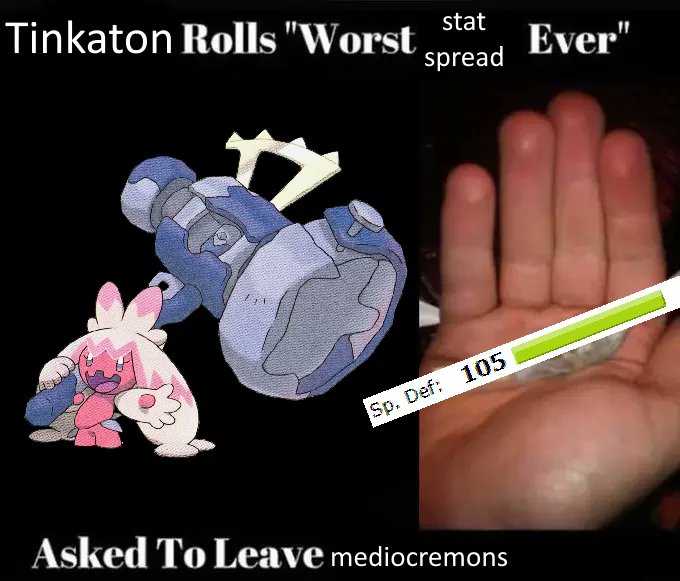 Tinkaton Rolls "Worst stat spread Ever"
Sp. Def: 105
Asked To Leave mediocremons